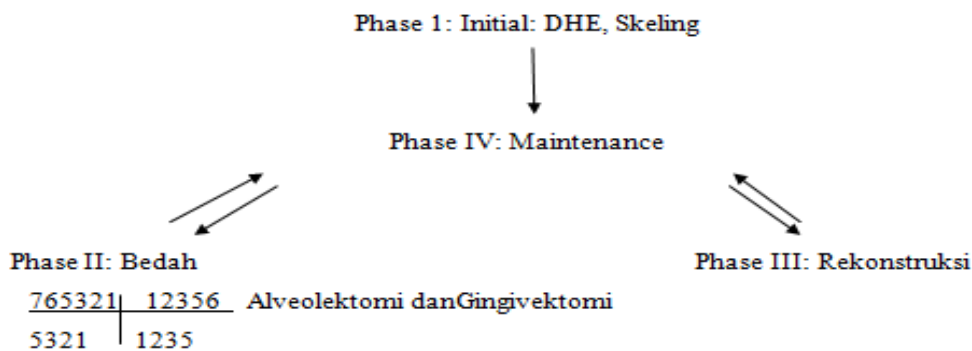 Phase 1: Initial: DHE, Skeling
Phase IV: Maintenance
Phase II: Bedah
Phase III: Rekonstruksi
765321 12356 Alveolektomi danGingivektomi
5321 1235